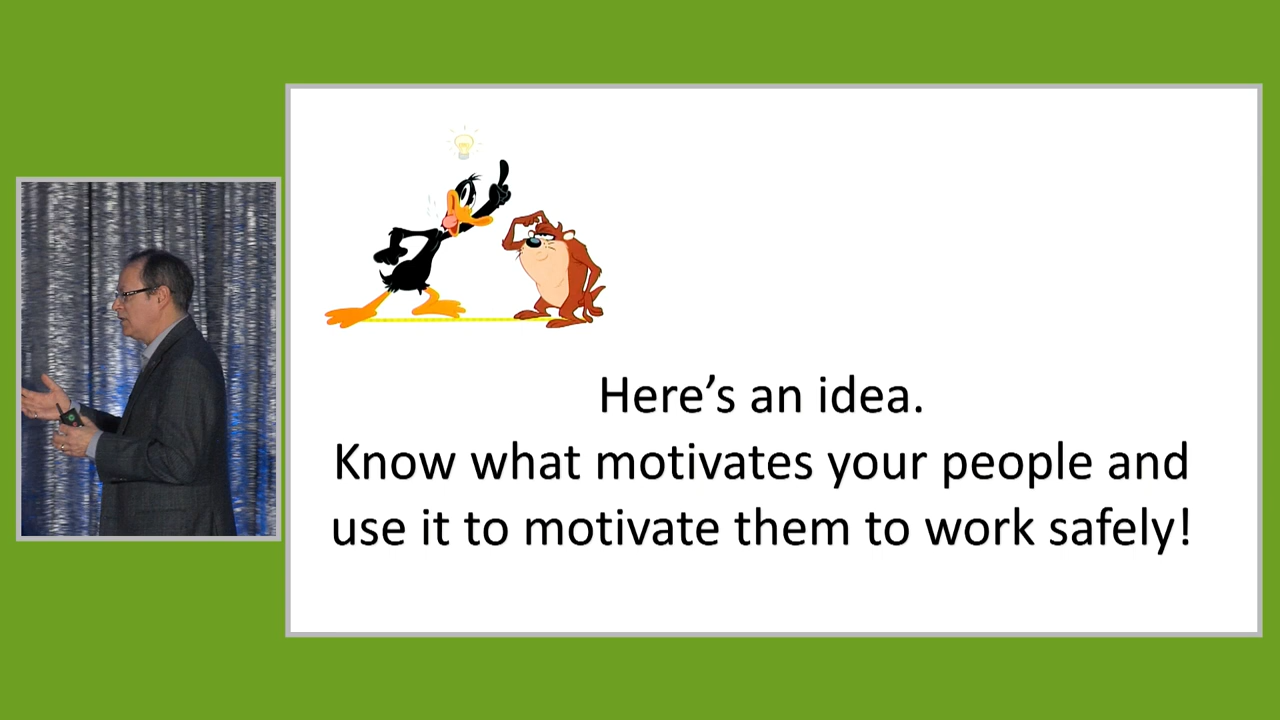 Here’s an idea.
Know what motivates your people and
use it to motivate them to work safely!